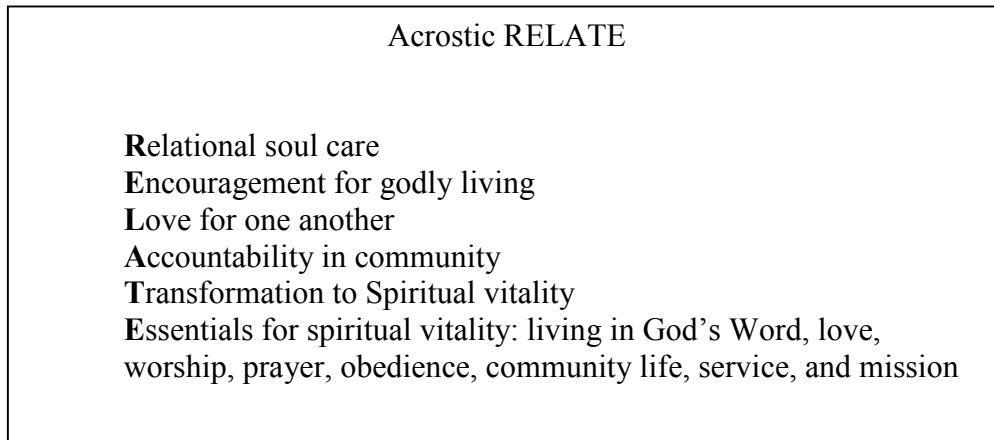 Acrostic RELATE
Relational soul care
Encouragement for godly living
Love for one another
Accountability in community
Transformation to Spiritual vitality
Essentials for spiritual vitality: living in God’s Word, love,
worship, prayer, obedience, community life, service, and mission